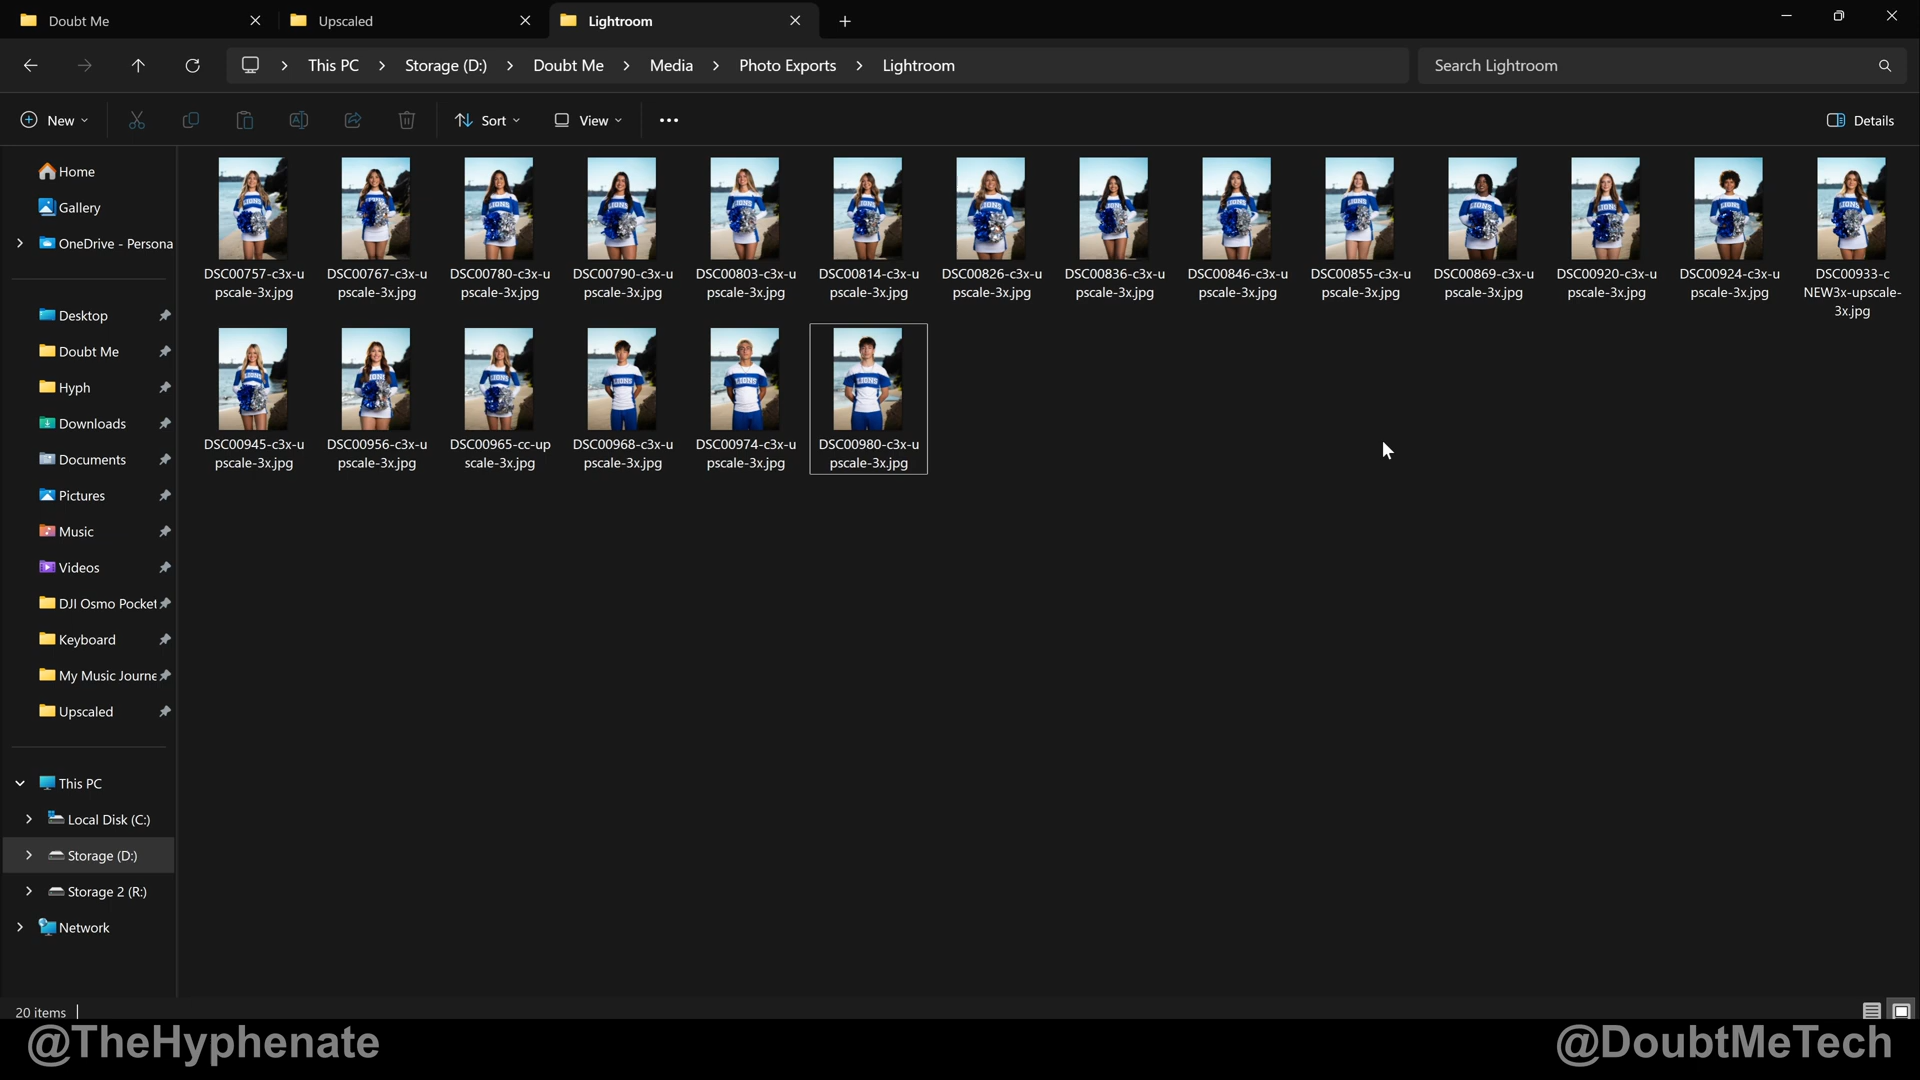 Doubt Me
Upscaled
Lightroom
This PC
Storage (D:)
Doubt Me
Media
Photo Exports
Lightroom
Search Lightroom
New
Sort
View
Details
Home
Gallery
OneDrive - Persona
Desktop
Doubt Me
Hyph
Downloads
Documents
Pictures
Music
Videos
DJI Osmo Pocket
Keyboard
My Music Journe
Upscaled
This PC
Local Disk (C:)
Storage (D:)
Storage 2 (R:)
Network
DSC00757-c3x-u
pscale-3x.jpg
DSC00767-c3x-u
pscale-3x.jpg
DSC00780-c3x-u
pscale-3x.jpg
DSC00790-c3x-u
pscale-3x.jpg
DSC00803-c3x-u
pscale-3x.jpg
DSC00814-c3x-u
pscale-3x.jpg
DSC00826-c3x-u
pscale-3x.jpg
DSC00836-c3x-u
pscale-3x.jpg
DSC00846-c3x-u
pscale-3x.jpg
DSC00855-c3x-u
pscale-3x.jpg
DSC00869-c3x-u
pscale-3x.jpg
DSC00920-c3x-u
pscale-3x.jpg
DSC00924-c3x-u
pscale-3x.jpg
DSC00933-c
NEW3x-upscale-
3x.jpg
DSC00945-c3x-u
pscale-3x.jpg
DSC00956-c3x-u
pscale-3x.jpg
DSC00965-cc-up
scale-3x.jpg
DSC00968-c3x-u
pscale-3x.jpg
DSC00974-c3x-u
pscale-3x.jpg
DSC00980-c3x-u
pscale-3x.jpg
20 items
@TheHyphenate
@DoubtMeTech